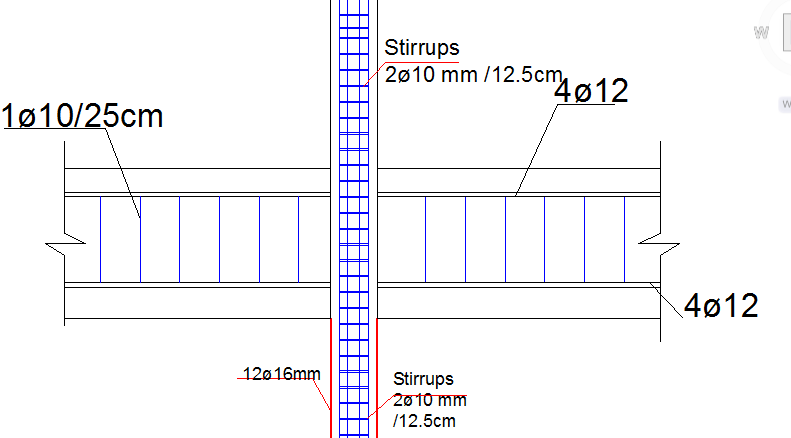 Stirrups
2ø10 mm /12.5cm
4ø12
1ø10/25cm
4ø12
12ø16mm
Stirrups
2ø10 mm
/12.5cm
W
W